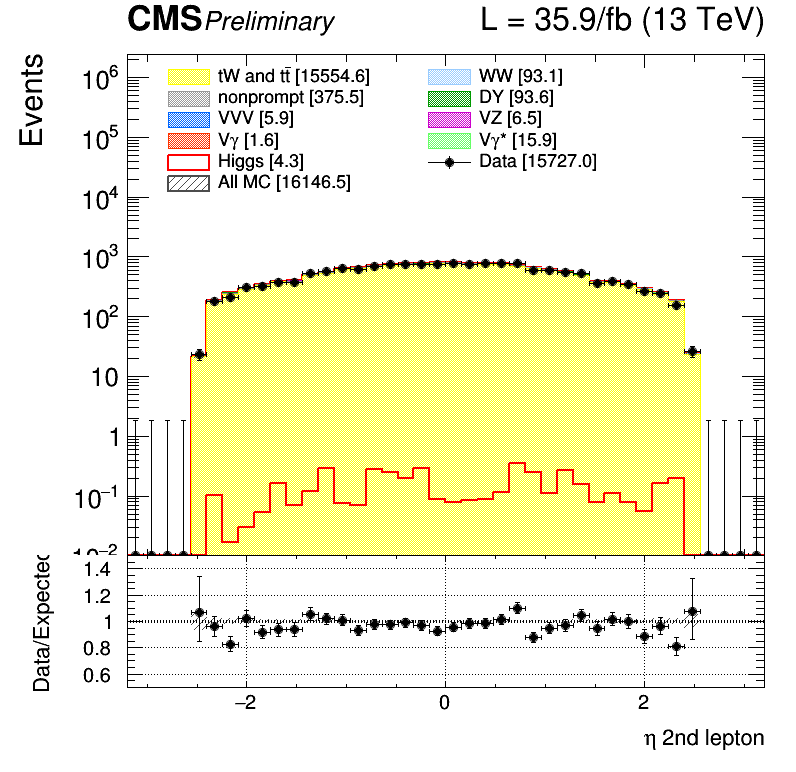 CMS Preliminary L = 35.9/fb (13 TeV)
Events
tW and tt̄ [15554.6] WW [93.1]
nonprompt [375.5] DY [93.6]
VVV [5.9] VZ [6.5]
Vγ [1.6] Vγ* [15.9]
Higgs [4.3] Data [15727.0]
All MC [16146.5]
10⁶
10⁵
10⁴
10³
10²
10
1
10⁻¹
10⁻²
Data/Expected
1.4
1.2
1
0.8
0.6
−2 0 2
η 2nd lepton